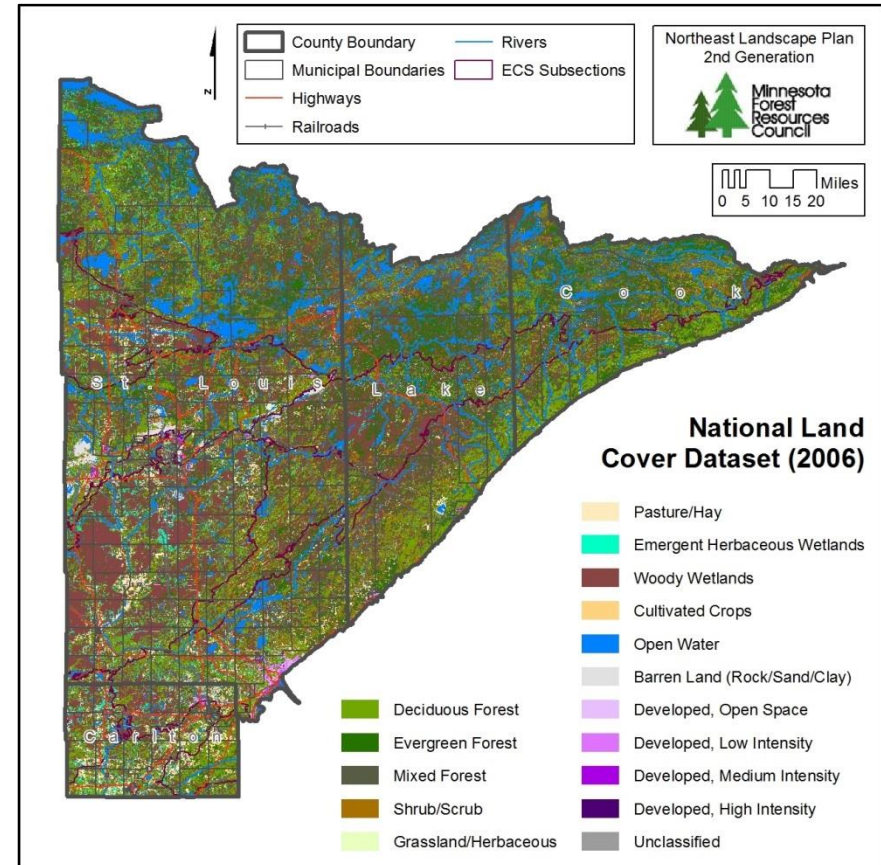 County Boundary
Rivers
Municipal Boundaries
ECS Subsections
Highways
Railroads
N
Northeast Landscape Plan
2nd Generation
Minnesota
Forest
Resources
Council
Miles
0 5 10 15 20
Cook
St. Louis
Lake
Carlton
National Land
Cover Dataset (2006)
Pasture/Hay
Emergent Herbaceous Wetlands
Woody Wetlands
Cultivated Crops
Open Water
Barren Land (Rock/Sand/Clay)
Deciduous Forest
Developed, Open Space
Evergreen Forest
Developed, Low Intensity
Mixed Forest
Developed, Medium Intensity
Shrub/Scrub
Developed, High Intensity
Grassland/Herbaceous
Unclassified